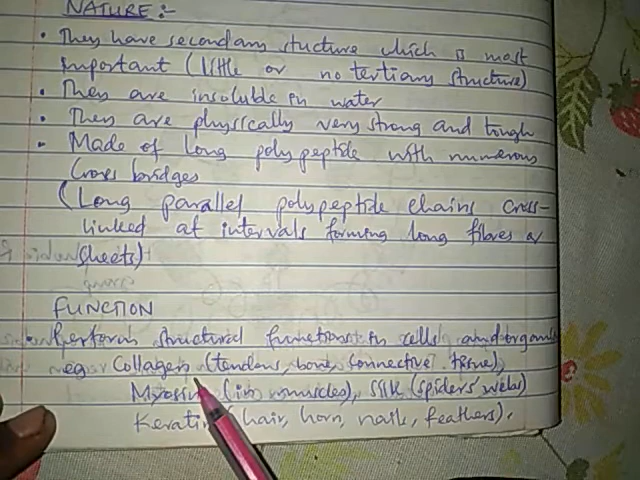 NATURE:-
• They have secondary stucture which is most
important (little or no tertiary structure)
• They are insoluble in water
• They are physically very strong and tough
• Made of long polypeptide with numerous
Cross bridges
(Long parallel polypeptide chains cross-
linked at intervals forming long fibres or
sheets)
FUNCTION
Perform structural functions in cells and organis
eg Collagen (tendons, bone, connective tissue),
Myosin (in muscles), Silk (spiders' webs)
Keratin (hair, horn, nails, feathers).